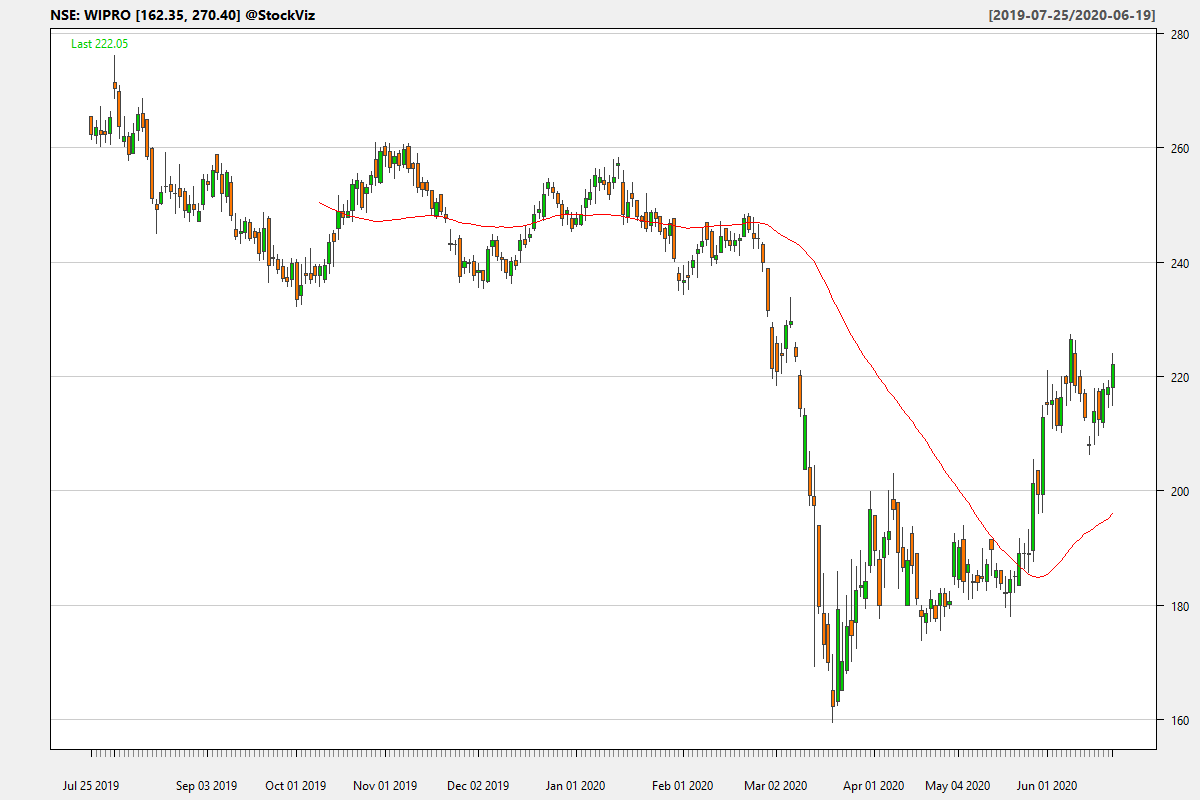 NSE: WIPRO [162.35, 270.40] @StockViz [2019-07-25/2020-06-19]
Last 222.05
280
260
240
220
200
180
160
Jul 25 2019 Sep 03 2019 Oct 01 2019 Nov 01 2019 Dec 02 2019 Jan 01 2020 Feb 01 2020 Mar 02 2020 Apr 01 2020 May 04 2020 Jun 01 2020